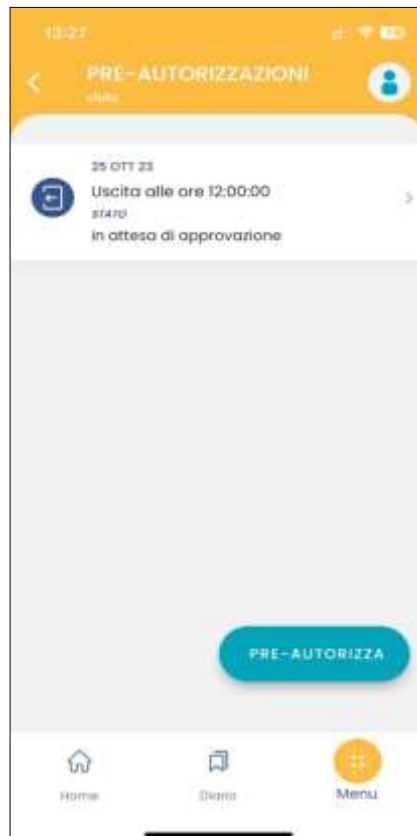 13:27
PRE-AUTORIZZAZIONI
25 OTT 23
Uscita alle ore 12:00:00
STATO
in attesa di approvazione
PRE-AUTORIZZA
Home
Diario
Menu